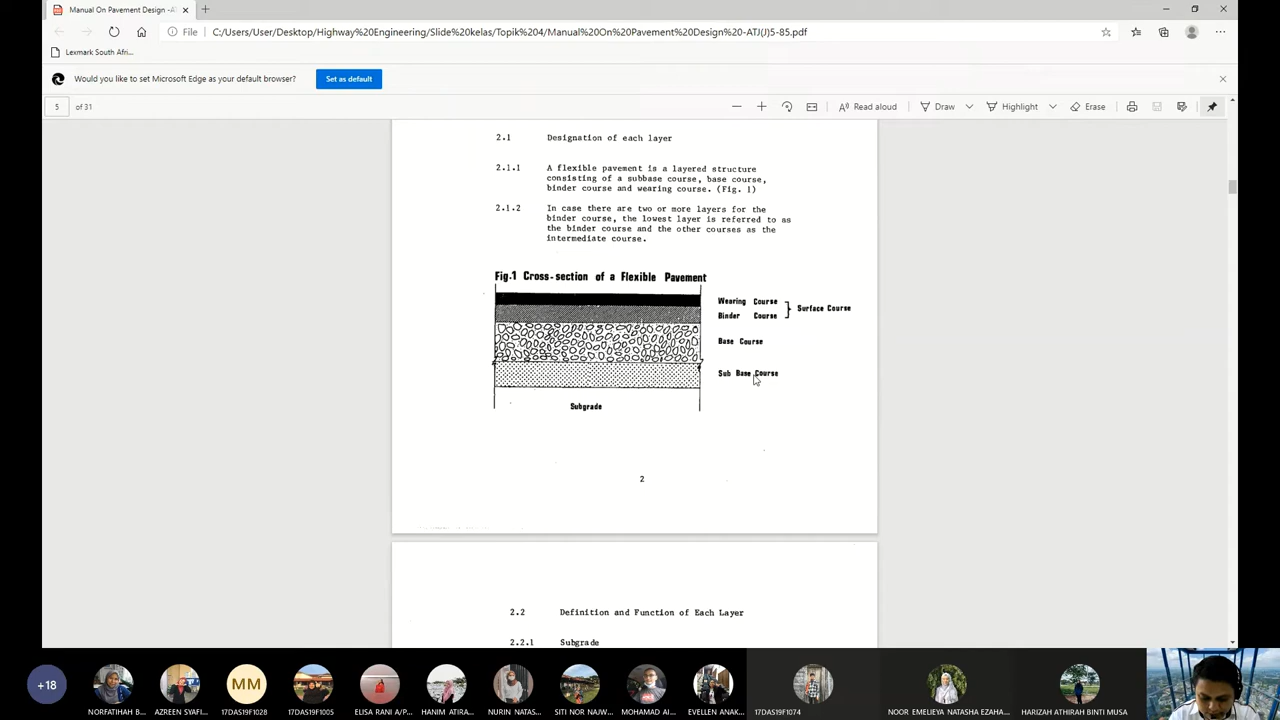 Manual On Pavement Design -AT
Lexmark South Afri...
File
C:/Users/User/Desktop/Highway%20Engineering/Slide%20kelas/Topik%204/Manual%20On%20Pavement%20Design%20-ATJ(J)5-85.pdf
Would you like to set Microsoft Edge as your default browser?
Set as default
5 of 31
Read aloud
Draw
Highlight
Erase
2.1 Designation of each layer
2.1.1 A flexible pavement is a layered structure
consisting of a subbase course, base course,
binder course and wearing course. (Fig. 1)
2.1.2 In case there are two or more layers for the
binder course, the lowest layer is referred to as
the binder course and the other courses as the
intermediate course.
Fig.1 Cross-section of a Flexible Pavement
Wearing Course
Binder Course
Surface Course
Base Course
Sub Base Course
Subgrade
2
2.2 Definition and Function of Each Layer
2.2.1 Subgrade
+18
MM
NORFATIHAH B...
AZREEN SYAFI...
17DAS19F1028
17DAS19F1005
ELISA RANI A/P...
HANIM ATIRA...
NURIN NATAS...
SITI NOR NAJW...
MOHAMAD AI...
EVELLEN ANAK...
17DAS19F1074
NOOR EMELIEYA NATASHA EZAHA...
HARIZAH ATHIRAH BINTI MUSA